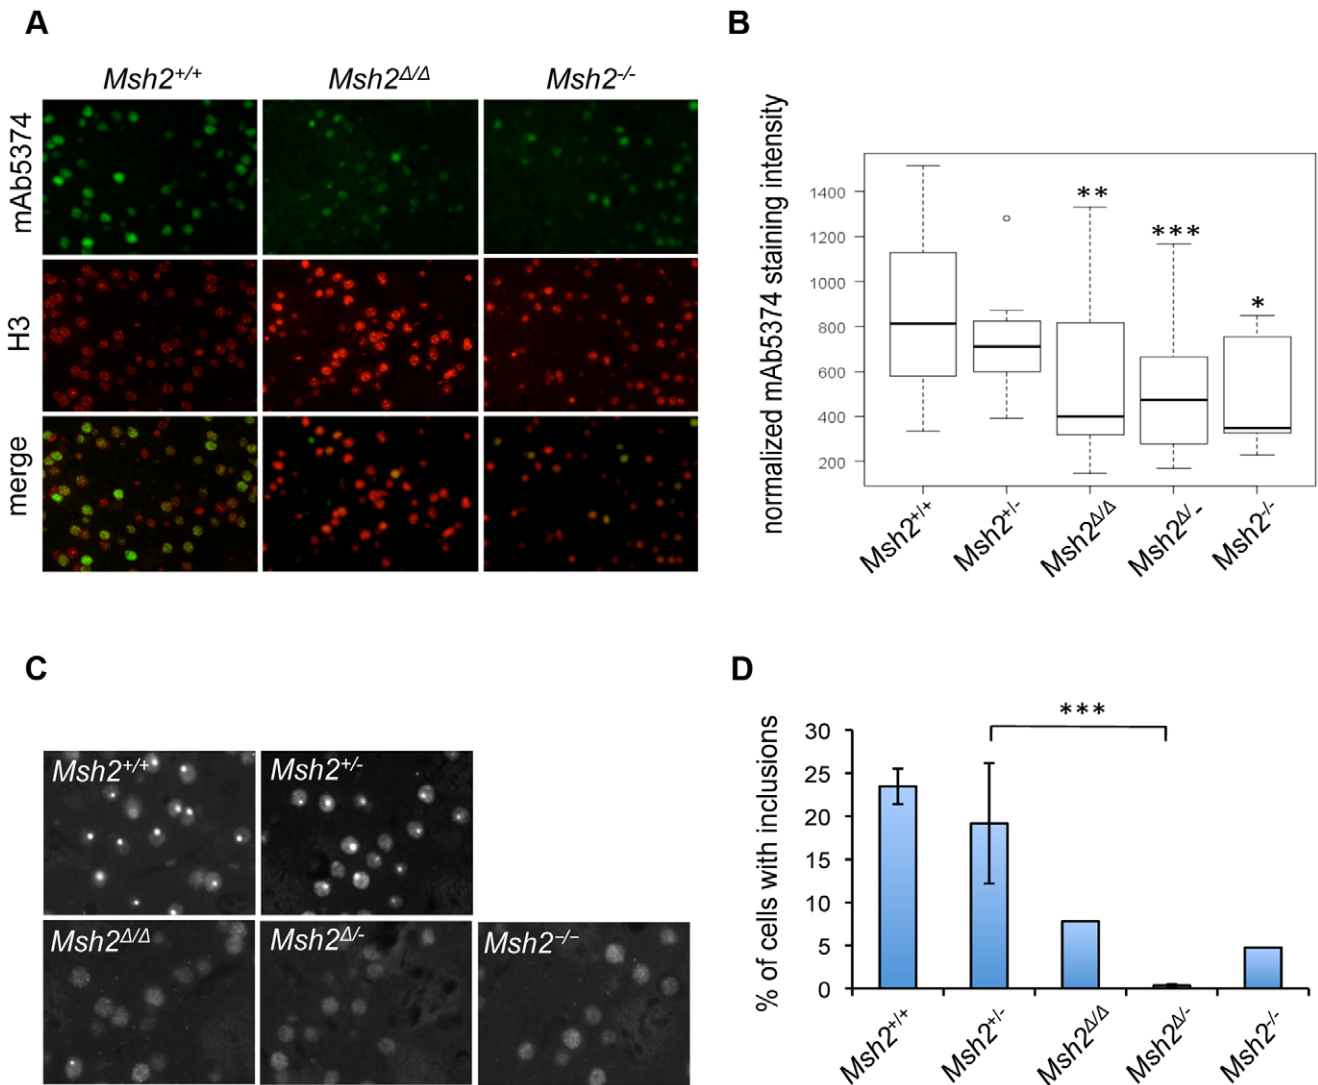 A
Msh2+/+ Msh2Δ/Δ Msh2-/-
mAb5374
H3
merge
B
normalized mAb5374 staining intensity
1400
1200
1000
800
600
400
200
**
***
*
Msh2+/+ Msh2+/- Msh2Δ/Δ Msh2Δ/- Msh2-/-
C
Msh2+/+ Msh2+/-
Msh2Δ/Δ Msh2Δ/- Msh2−/−
D
% of cells with inclusions
30
25
20
15
10
5
0
***
Msh2+/+ Msh2+/- Msh2Δ/Δ Msh2Δ/- Msh2-/-